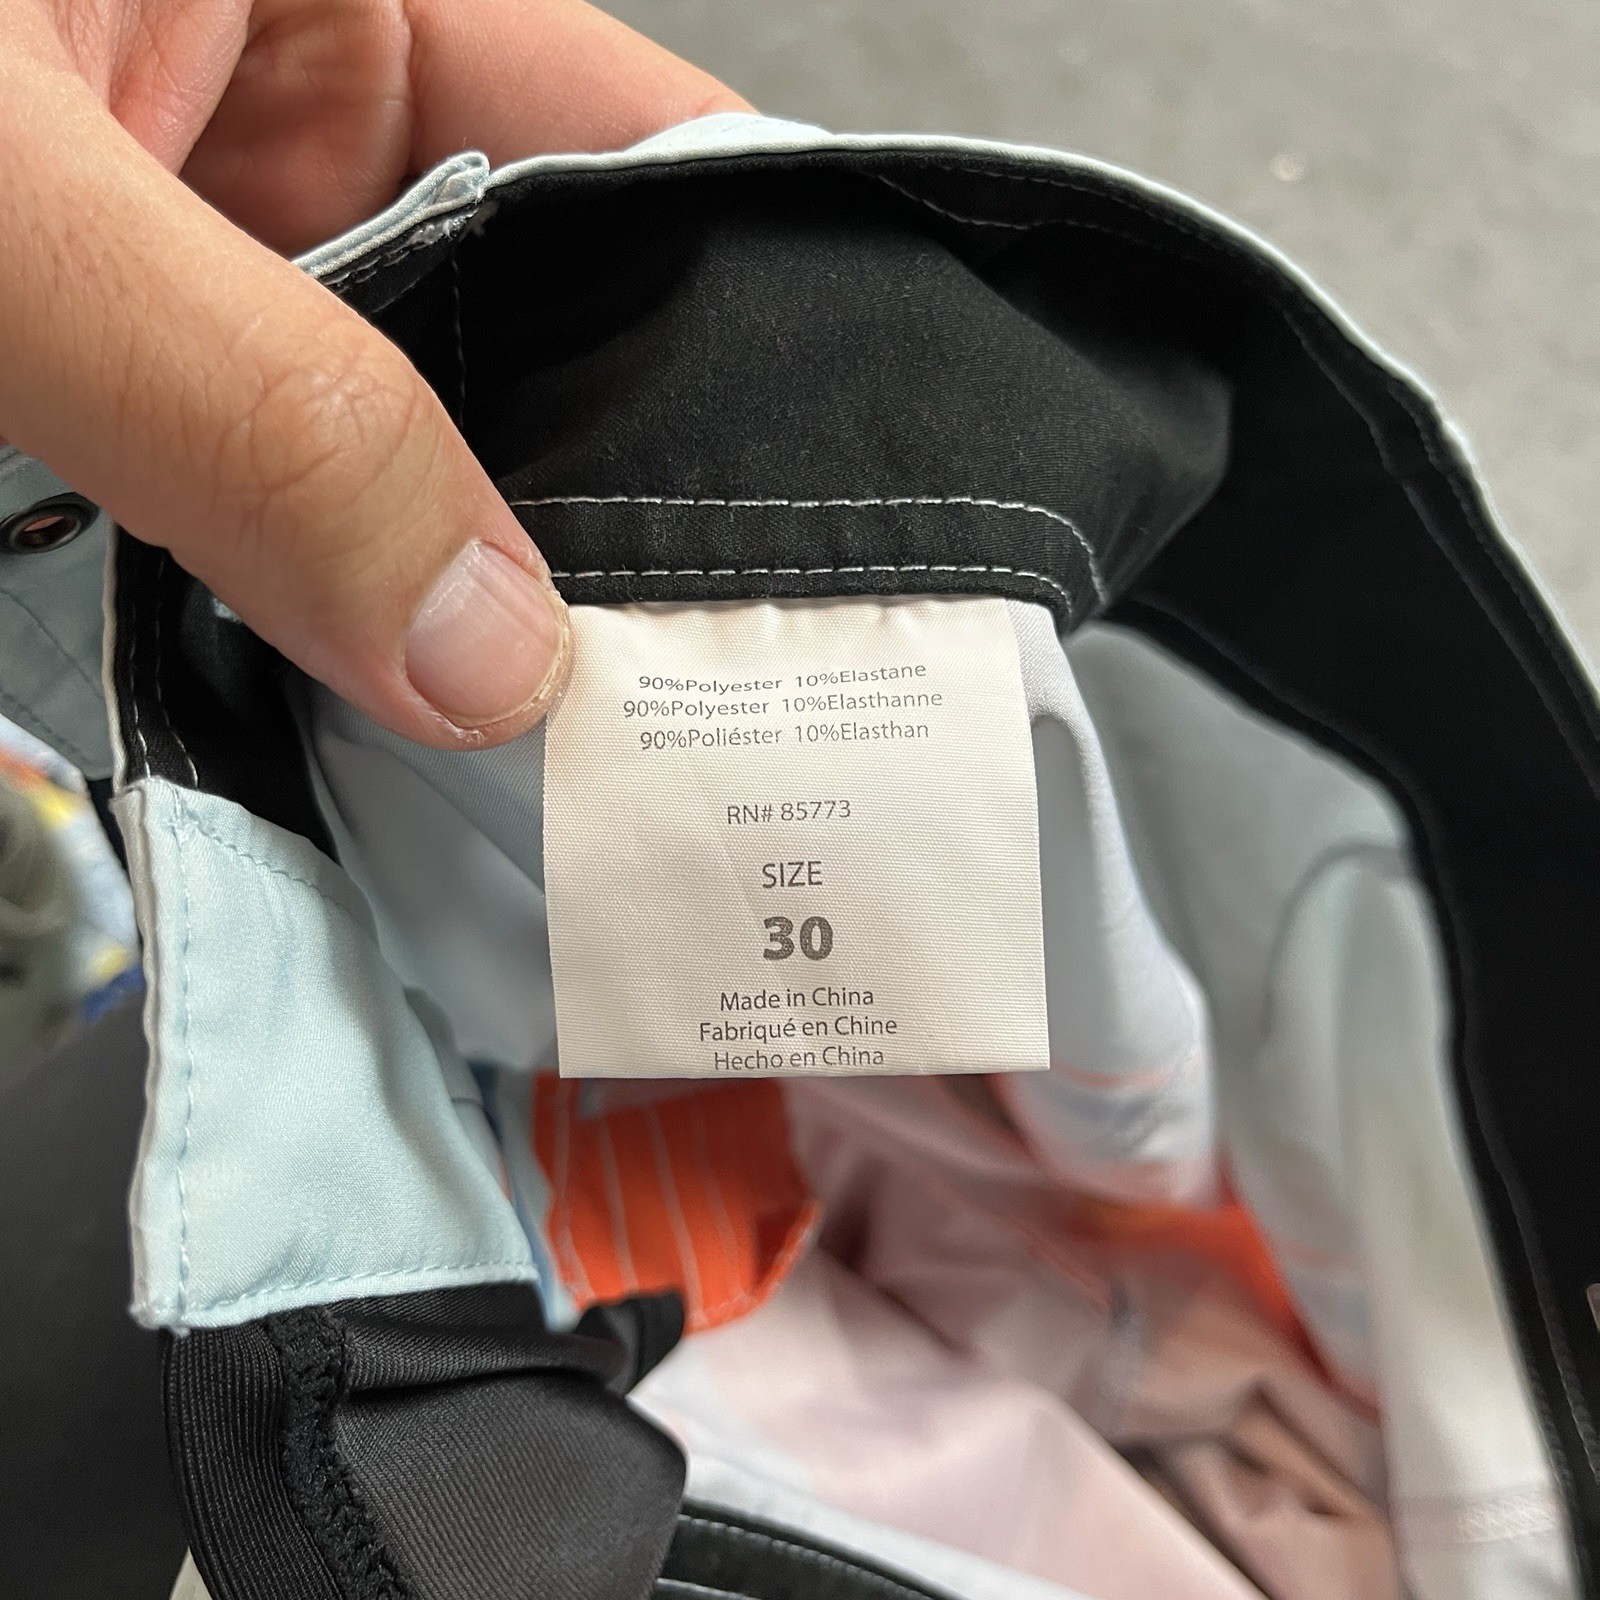 90%Polyester 10%Elastane
90%Polyester 10%Elasthanne
90%Poliéster 10%Elasthan
RN# 85773
SIZE
30
Made in China
Fabriqué en Chine
Hecho en China